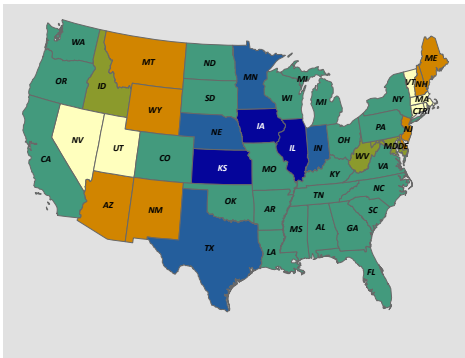 WA
MT
ND
MN
ME
OR
ID
WY
SD
WI
MI
MI
VT
NH
NY
MA
CT
RI
NV
UT
CO
NE
IA
IL
IN
OH
PA
NJ
MD
DE
CA
KS
MO
KY
WV
VA
AZ
NM
OK
AR
TN
NC
SC
TX
LA
MS
AL
GA
FL